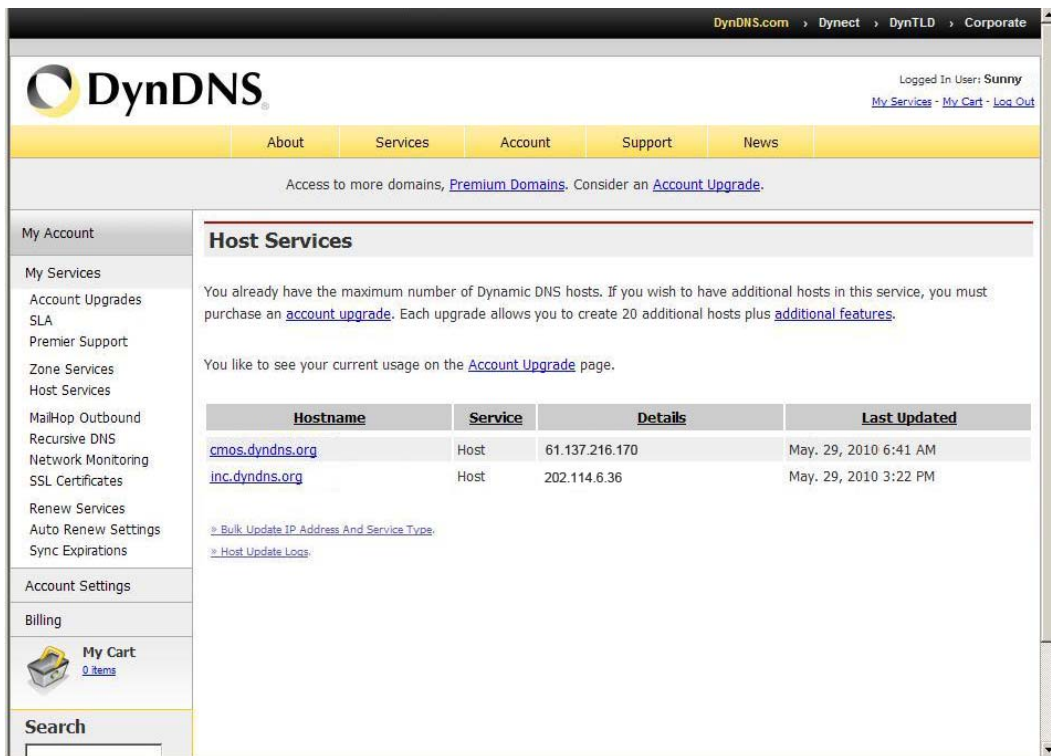 DynDNS.com › Dynect › DynTLD › Corporate
DynDNS®
Logged In User: Sunny
My Services - My Cart - Log Out
About Services Account Support News
Access to more domains, Premium Domains. Consider an Account Upgrade.
My Account
My Services
Account Upgrades
SLA
Premier Support
Zone Services
Host Services
MailHop Outbound
Recursive DNS
Network Monitoring
SSL Certificates
Renew Services
Auto Renew Settings
Sync Expirations
Account Settings
Billing
My Cart
0 items
Search
Host Services
You already have the maximum number of Dynamic DNS hosts. If you wish to have additional hosts in this service, you must
purchase an account upgrade. Each upgrade allows you to create 20 additional hosts plus additional features.
You like to see your current usage on the Account Upgrade page.
Hostname Service Details Last Updated
cmos.dyndns.org Host 61.137.216.170 May. 29, 2010 6:41 AM
inc.dyndns.org Host 202.114.6.36 May. 29, 2010 3:22 PM
» Bulk Update IP Address And Service Type.
» Host Update Logs.